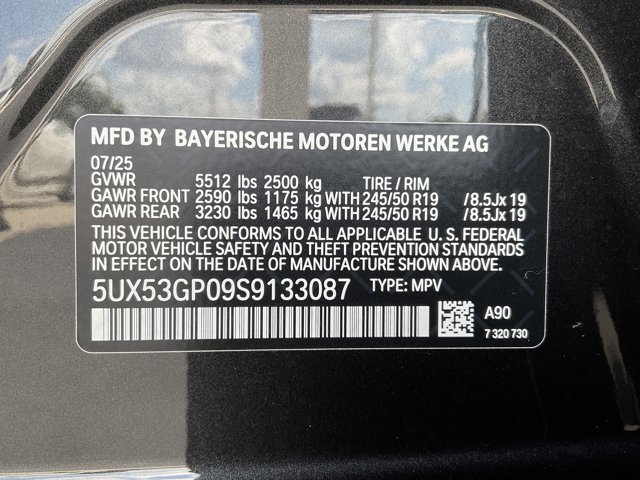 MFD BY BAYERISCHE MOTOREN WERKE AG
07/25
GVWR 5512 lbs 2500 kg TIRE / RIM
GAWR FRONT 2590 lbs 1175 kg WITH 245/50 R19 /8.5Jx19
GAWR REAR 3230 lbs 1465 kg WITH 245/50 R19 /8.5Jx19
THIS VEHICLE CONFORMS TO ALL APPLICABLE U. S. FEDERAL
MOTOR VEHICLE SAFETY AND THEFT PREVENTION STANDARDS
IN EFFECT ON THE DATE OF MANUFACTURE SHOWN ABOVE.
5UX53GP09S9133087 TYPE: MPV
A90
7 320 730